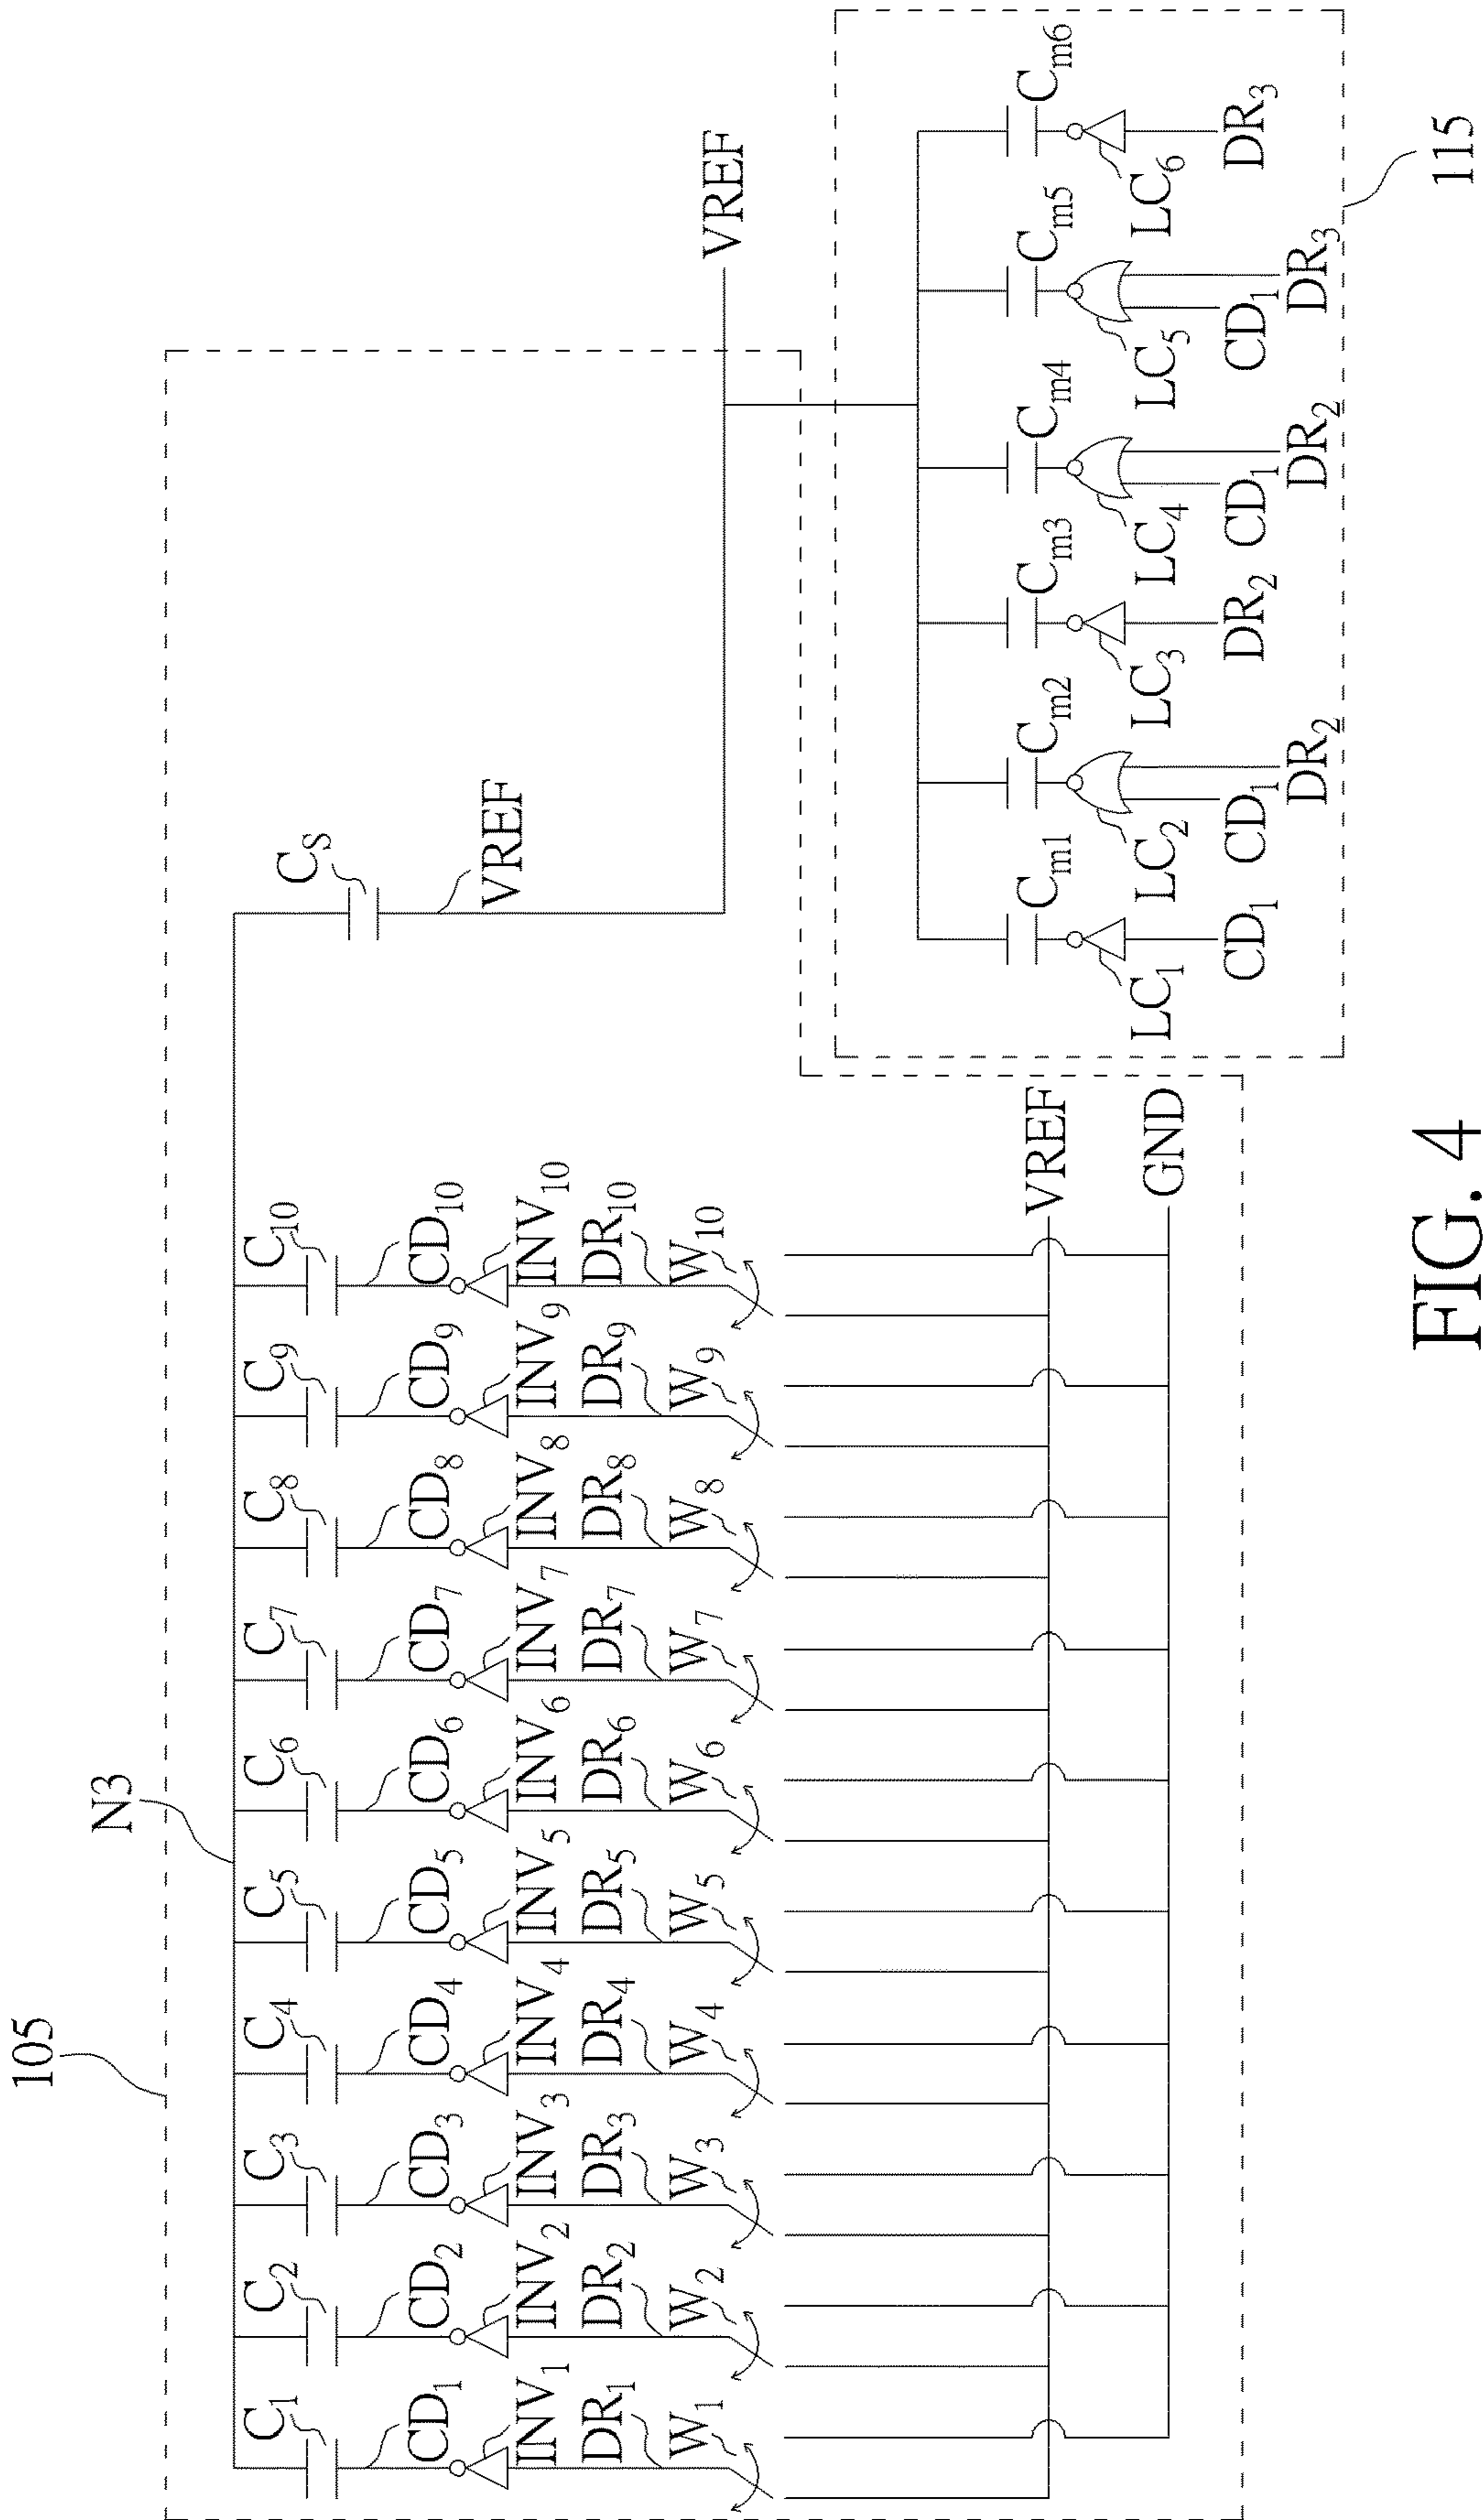 105
N3
C1 C2 C3 C4 C5 C6 C7 C8 C9 C10 CS
CD1 CD2 CD3 CD4 CD5 CD6 CD7 CD8 CD9 CD10
INV1 INV2 INV3 INV4 INV5 INV6 INV7 INV8 INV9 INV10
VREF
DR1 DR2 DR3 DR4 DR5 DR6 DR7 DR8 DR9 DR10
W1 W2 W3 W4 W5 W6 W7 W8 W9 W10
VREF
VREF
GND
Cm1 Cm2 Cm3 Cm4 Cm5 Cm6
LC1 LC2 LC3 LC4 LC5 LC6
CD1 CD1 DR2 CD1 CD1 DR3
DR2 DR2 DR3
115
FIG. 4